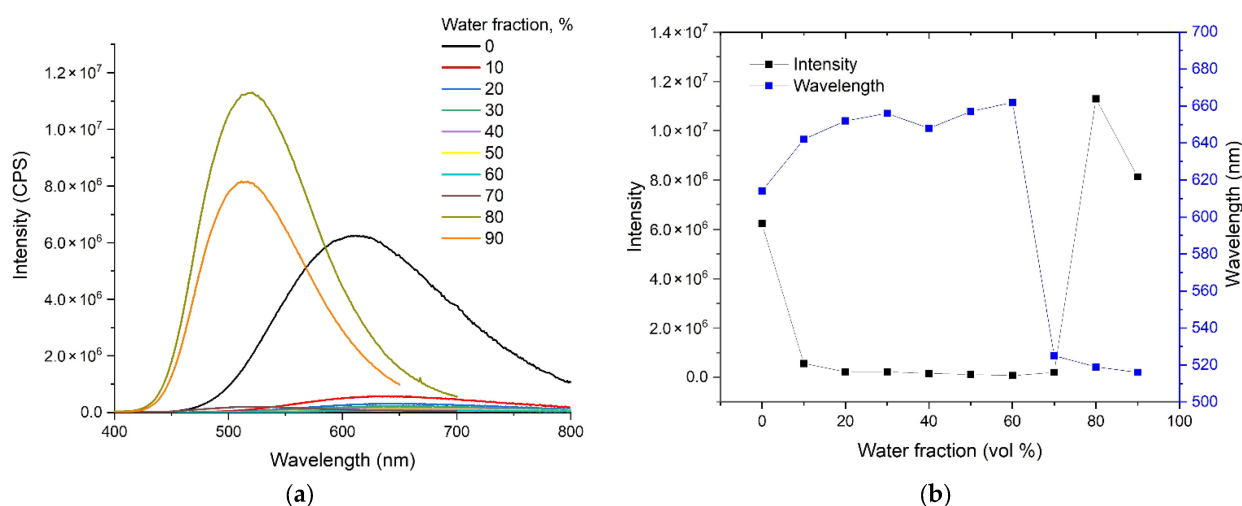 (a)
Water fraction, %
0
10
20
30
40
50
60
70
80
90
1.2 × 10⁷
1.0 × 10⁷
8.0 × 10⁶
6.0 × 10⁶
4.0 × 10⁶
2.0 × 10⁶
0.0
Intensity (CPS)
400 500 600 700 800
Wavelength (nm)
(a)
(b)
1.4 × 10⁷
1.2 × 10⁷
1.0 × 10⁷
8.0 × 10⁶
6.0 × 10⁶
4.0 × 10⁶
2.0 × 10⁶
0.0
Intensity
Intensity
Wavelength
700
680
660
640
620
600
580
560
540
520
500
Wavelength (nm)
0 20 40 60 80 100
Water fraction (vol %)
(b)